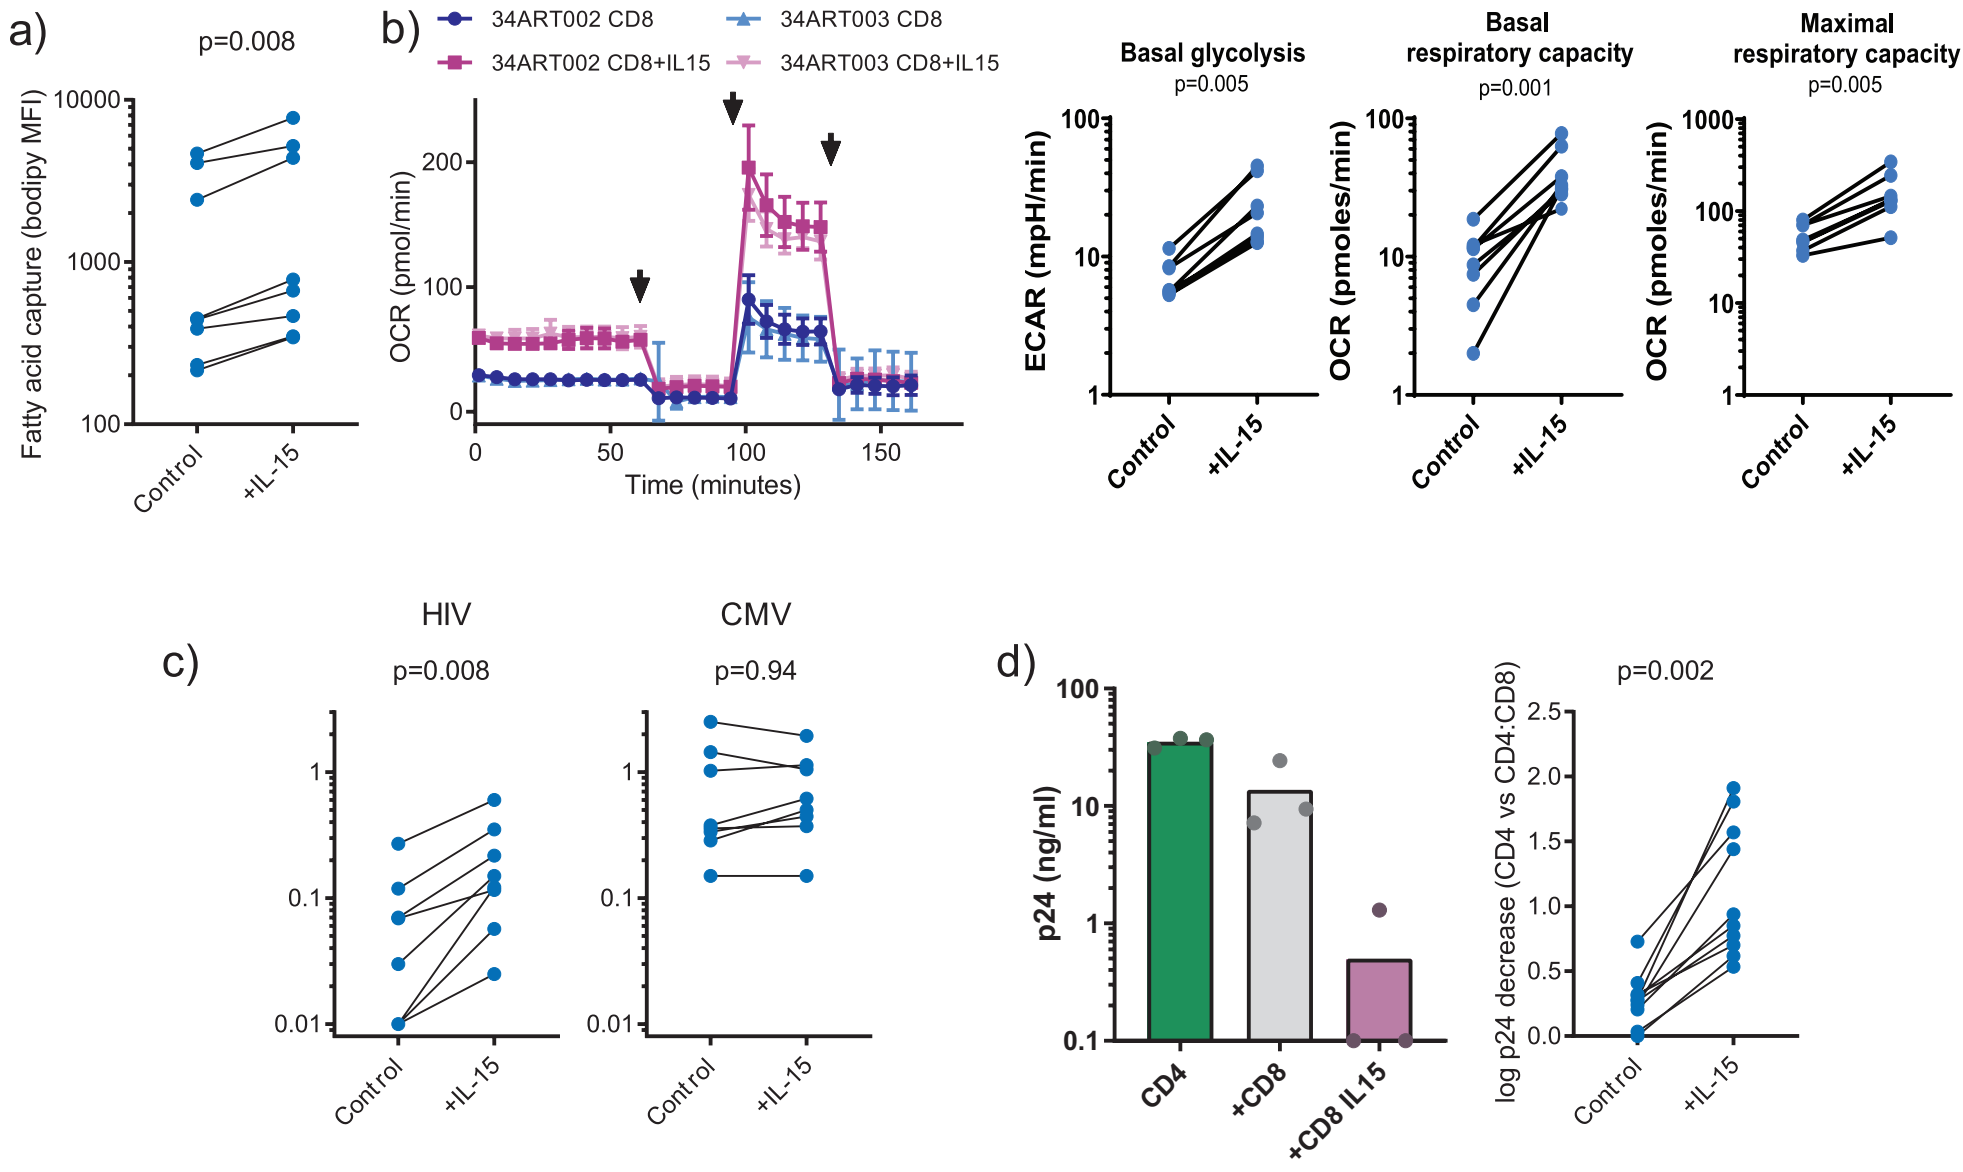 a)
p=0.008
Fatty acid capture (bodipy MFI)
10000
1000
100
Control
+IL-15
b)
34ART002 CD8
34ART003 CD8
34ART002 CD8+IL15
34ART003 CD8+IL15
OCR (pmol/min)
200
100
0
0
50
100
150
Time (minutes)
Basal glycolysis
p=0.005
ECAR (mpH/min)
100
10
1
Control
+IL-15
Basal
respiratory capacity
p=0.001
OCR (pmoles/min)
100
10
1
Control
+IL-15
Maximal
respiratory capacity
p=0.005
OCR (pmoles/min)
1000
100
10
1
Control
+IL-15
c)
HIV
p=0.008
1
0.1
0.01
Control
+IL-15
CMV
p=0.94
1
0.1
0.01
Control
+IL-15
d)
p24 (ng/ml)
100
10
1
0.1
CD4
+CD8
+CD8 IL15
p=0.002
log p24 decrease (CD4 vs CD4:CD8)
2.5
2.0
1.5
1.0
0.5
0.0
Control
+IL-15